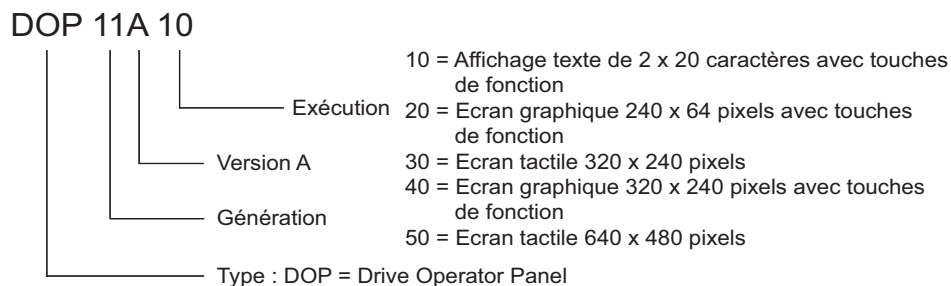 DOP 11A 10
10 = Affichage texte de 2 x 20 caractères avec touches
de fonction
Exécution
20 = Ecran graphique 240 x 64 pixels avec touches
de fonction
Version A
30 = Ecran tactile 320 x 240 pixels
40 = Ecran graphique 320 x 240 pixels avec touches
de fonction
Génération
50 = Ecran tactile 640 x 480 pixels
Type : DOP = Drive Operator Panel